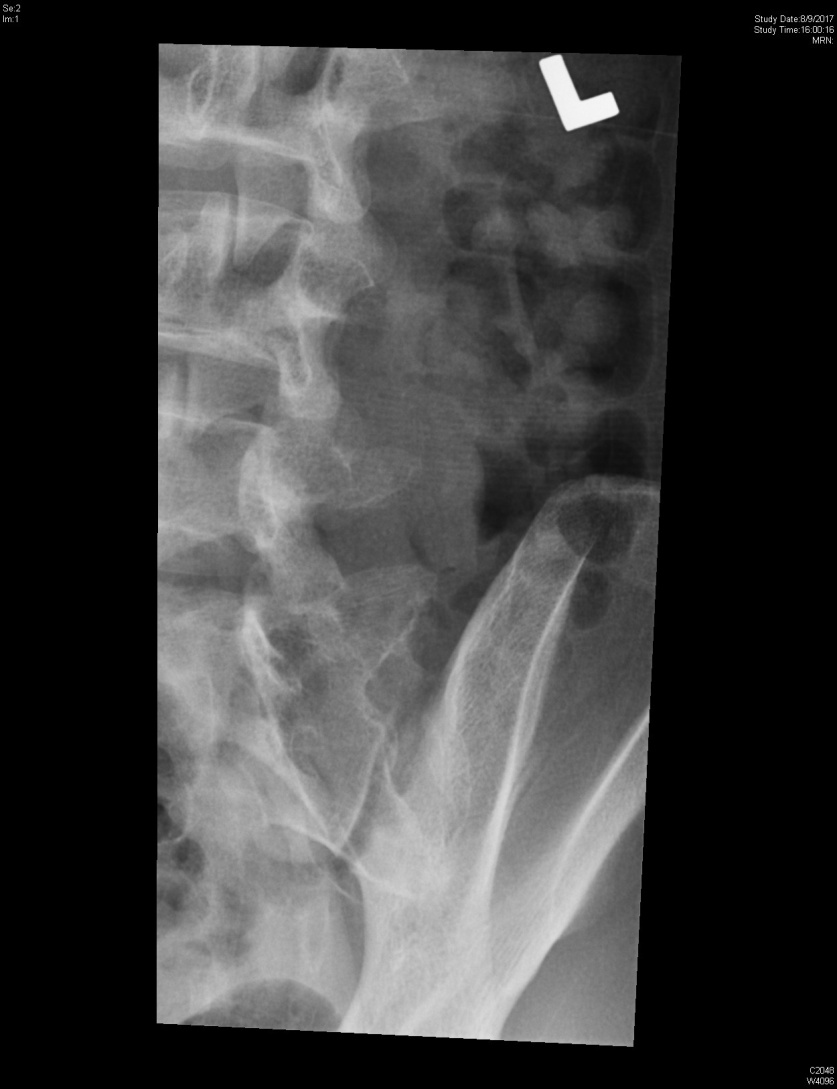 Se:2
Im:1
Study Date:8/9/2017
Study Time:16:00:16
MRN:
L
C2048
W4096